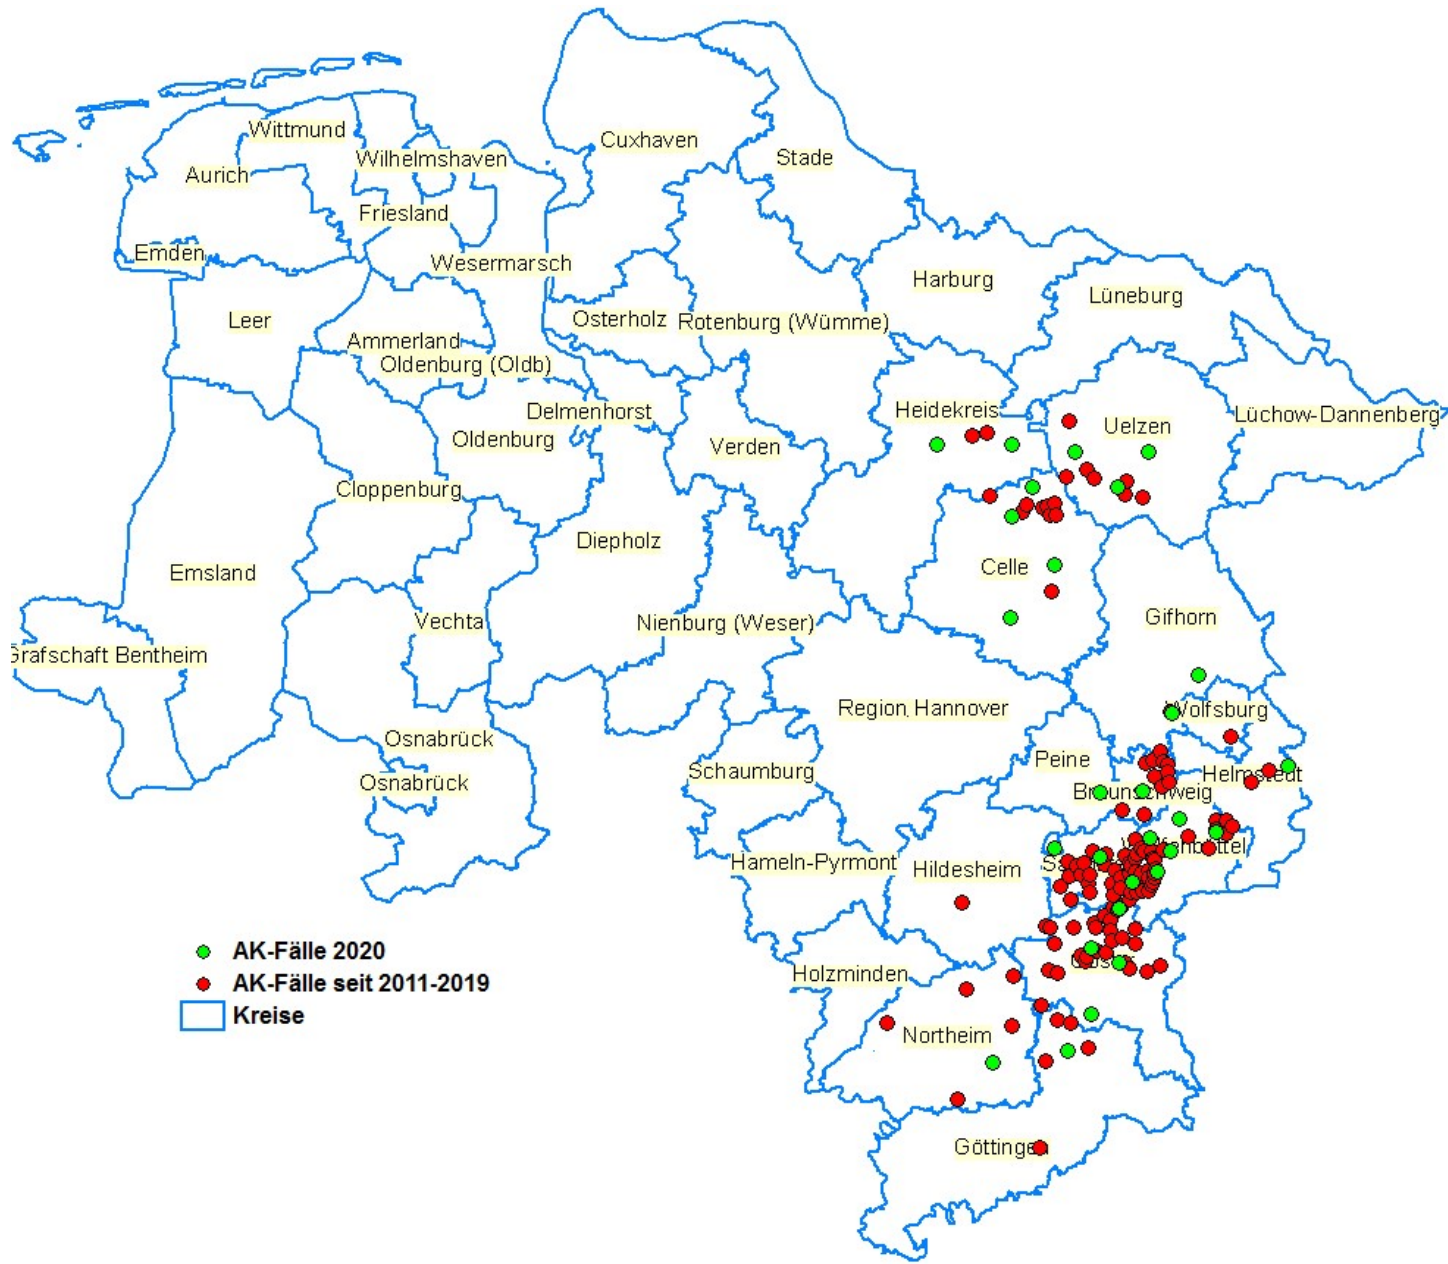 Wittmund
Cuxhaven
Wilhelmshaven
Stade
Aurich
Friesland
Emden
Wesermarsch
Harburg
Lüneburg
Leer
Osterholz
Rotenburg (Wümme)
Ammerland
Oldenburg (Oldb)
Delmenhorst
Heidekreis
Lüchow-Dannenberg
Uelzen
Oldenburg
Verden
Cloppenburg
Diepholz
Celle
Emsland
Gifhorn
Vechta
Nienburg (Weser)
Grafschaft Bentheim
Region Hannover
Wolfsburg
Osnabrück
Peine
Schaumburg
Helmstedt
Osnabrück
Braunschweig
Hameln-Pyrmont
Hildesheim
AK-Fälle 2020
Holzminden
AK-Fälle seit 2011-2019
Kreise
Northeim
Göttingen